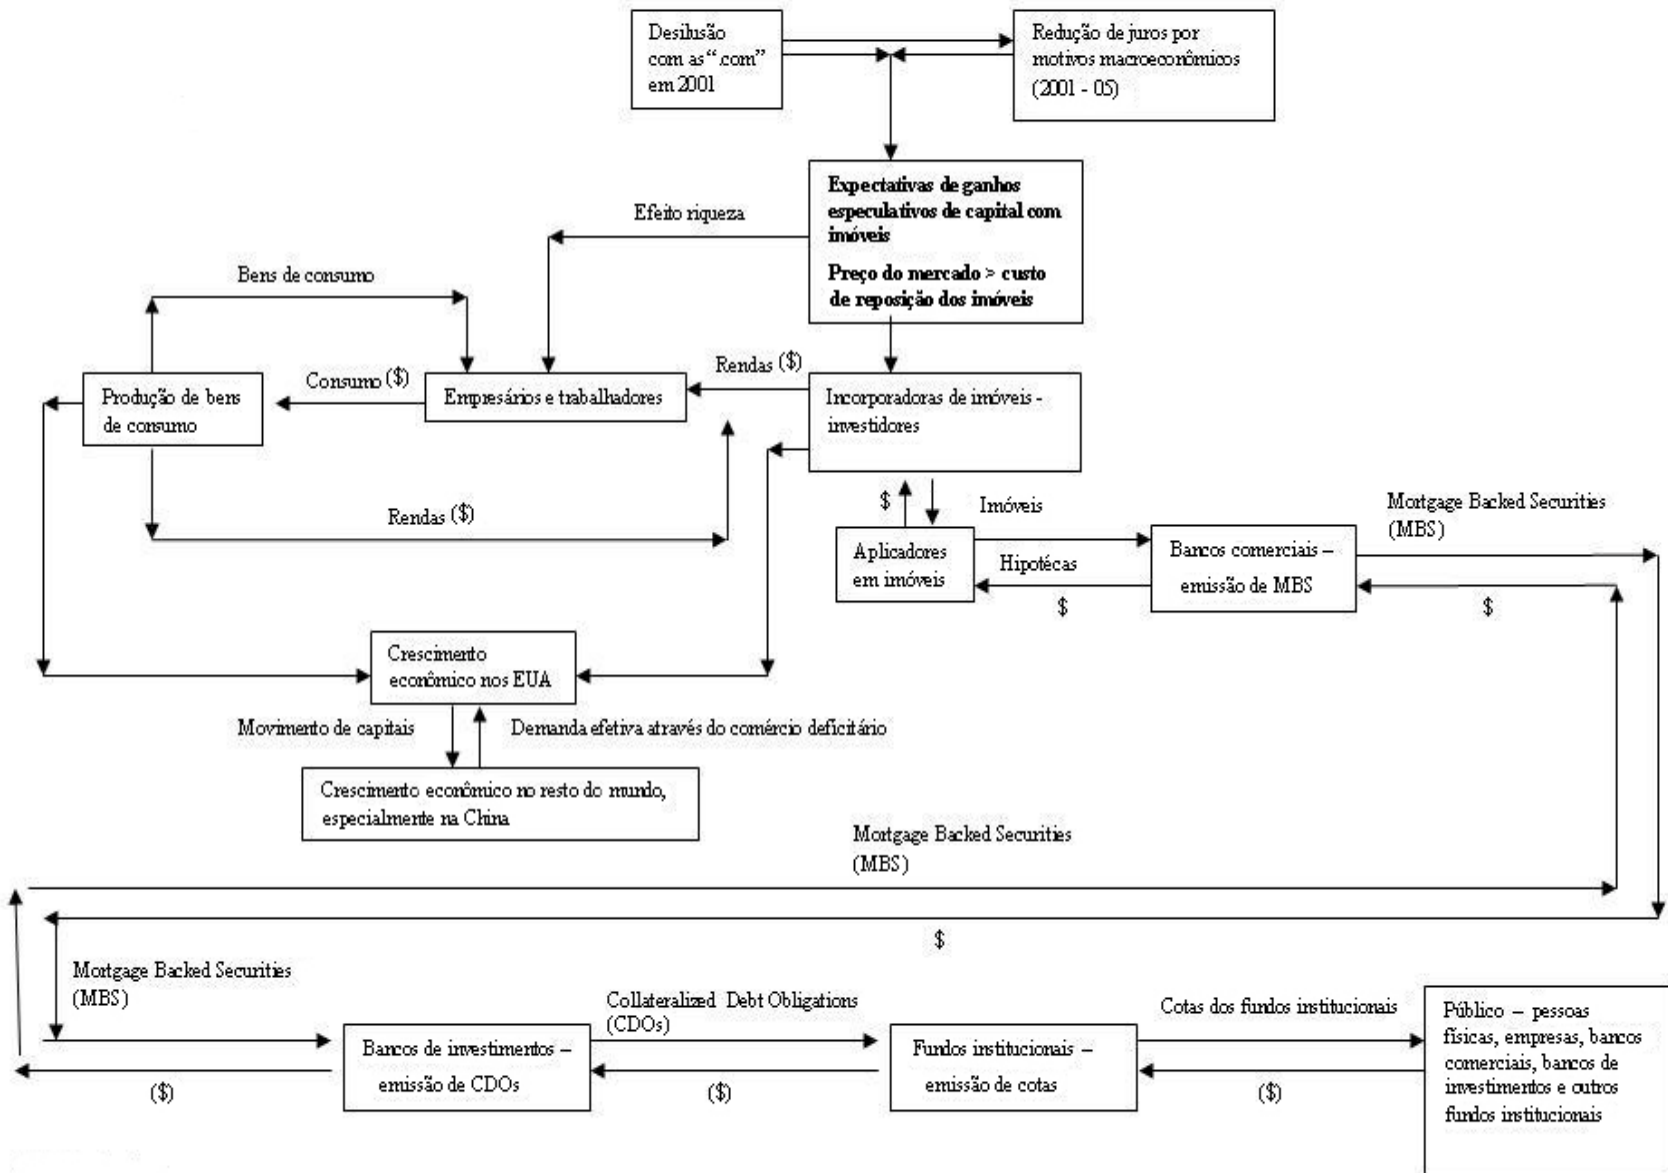 Desilusão
com as “.com”
em 2001
Redução de juros por
motivos macroeconômicos
(2001 - 05)
Expectativas de ganhos
especulativos de capital com
imóveis
Preço do mercado > custo
de reposição dos imóveis
Efeito riqueza
Bens de consumo
Produção de bens
de consumo
Consumo ($)
Empresários e trabalhadores
Rendas ($)
Incorporadoras de imóveis -
investidores
Rendas ($)
$
Imóveis
Aplicadores
em imóveis
Hipotécas
$
Bancos comerciais –
emissão de MBS
Mortgage Backed Securities
(MBS)
$
Crescimento
econômico nos EUA
Movimento de capitais
Demanda efetiva através do comércio deficitário
Crescimento econômico no resto do mundo,
especialmente na China
Mortgage Backed Securities
(MBS)
$
Mortgage Backed Securities
(MBS)
($)
Bancos de investimentos –
emissão de CDOs
Collateralized Debt Obligations
(CDOs)
($)
Fundos institucionais –
emissão de cotas
Cotas dos fundos institucionais
($)
Público – pessoas
físicas, empresas, bancos
comerciais, bancos de
investimentos e outros
fundos institucionais